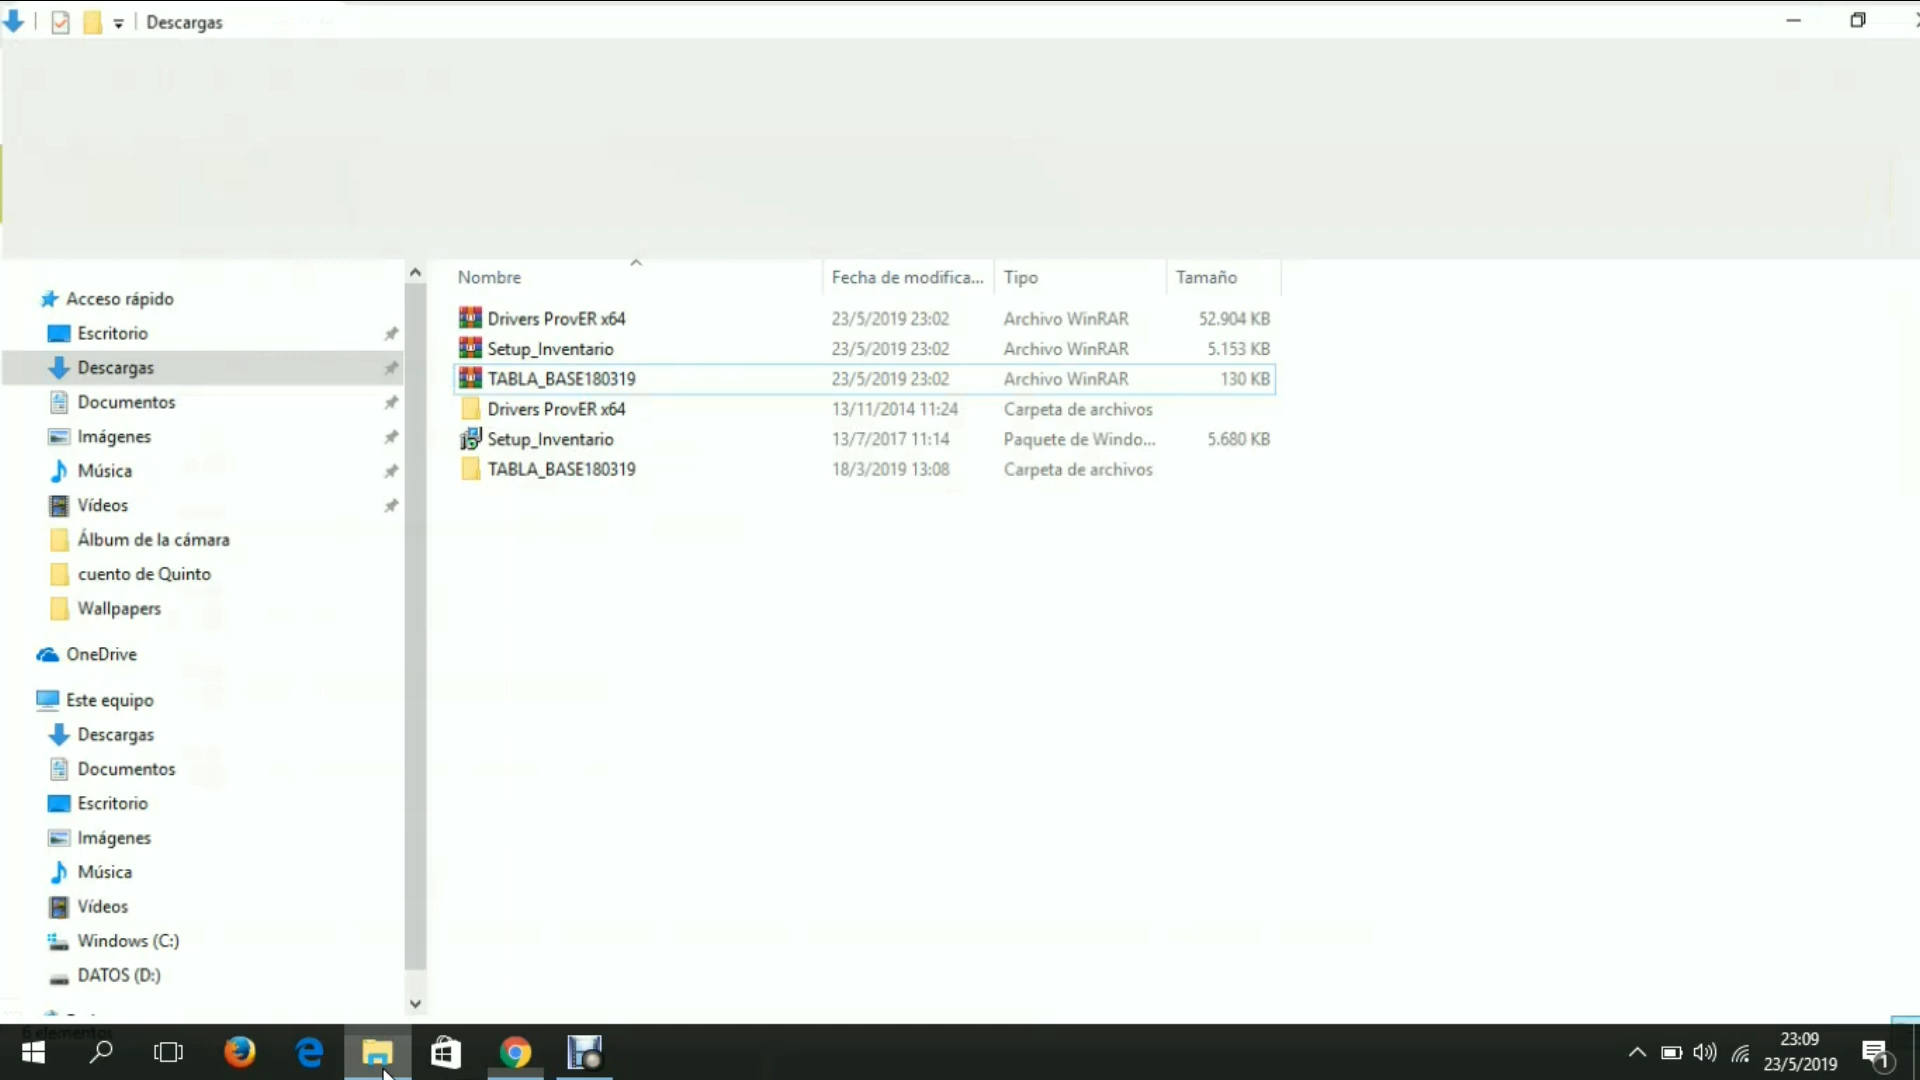 Descargas
Nombre Fecha de modifica... Tipo Tamaño
Drivers ProvER x64 23/5/2019 23:02 Archivo WinRAR 52.904 KB
Setup_Inventario 23/5/2019 23:02 Archivo WinRAR 5.153 KB
TABLA_BASE180319 23/5/2019 23:02 Archivo WinRAR 130 KB
Drivers ProvER x64 13/11/2014 11:24 Carpeta de archivos
Setup_Inventario 13/7/2017 11:14 Paquete de Windo... 5.680 KB
TABLA_BASE180319 18/3/2019 13:08 Carpeta de archivos
Acceso rápido
Escritorio
Descargas
Documentos
Imágenes
Música
Vídeos
Álbum de la cámara
cuento de Quinto
Wallpapers
OneDrive
Este equipo
Descargas
Documentos
Escritorio
Imágenes
Música
Vídeos
Windows (C:)
DATOS (D:)
6 elementos
23:09
23/5/2019
1